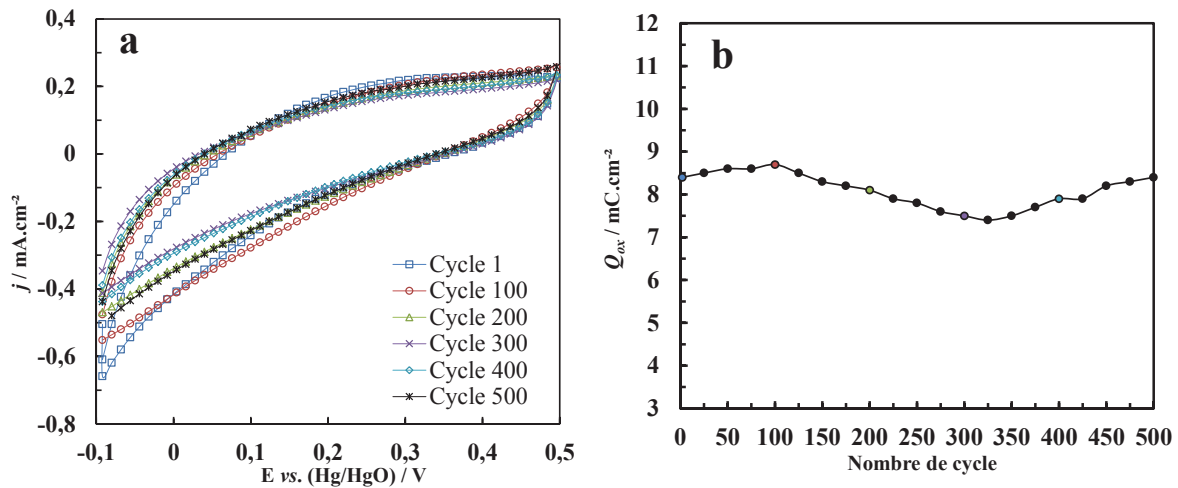 a
0,4
0,2
0
-0,2
-0,4
-0,6
-0,8
j / mA.cm⁻²
-0,1 0 0,1 0,2 0,3 0,4 0,5
E vs. (Hg/HgO) / V
Cycle 1
Cycle 100
Cycle 200
Cycle 300
Cycle 400
Cycle 500
b
12
11
10
9
8
7
6
5
4
3
Qox / mC.cm⁻²
0 50 100 150 200 250 300 350 400 450 500
Nombre de cycle